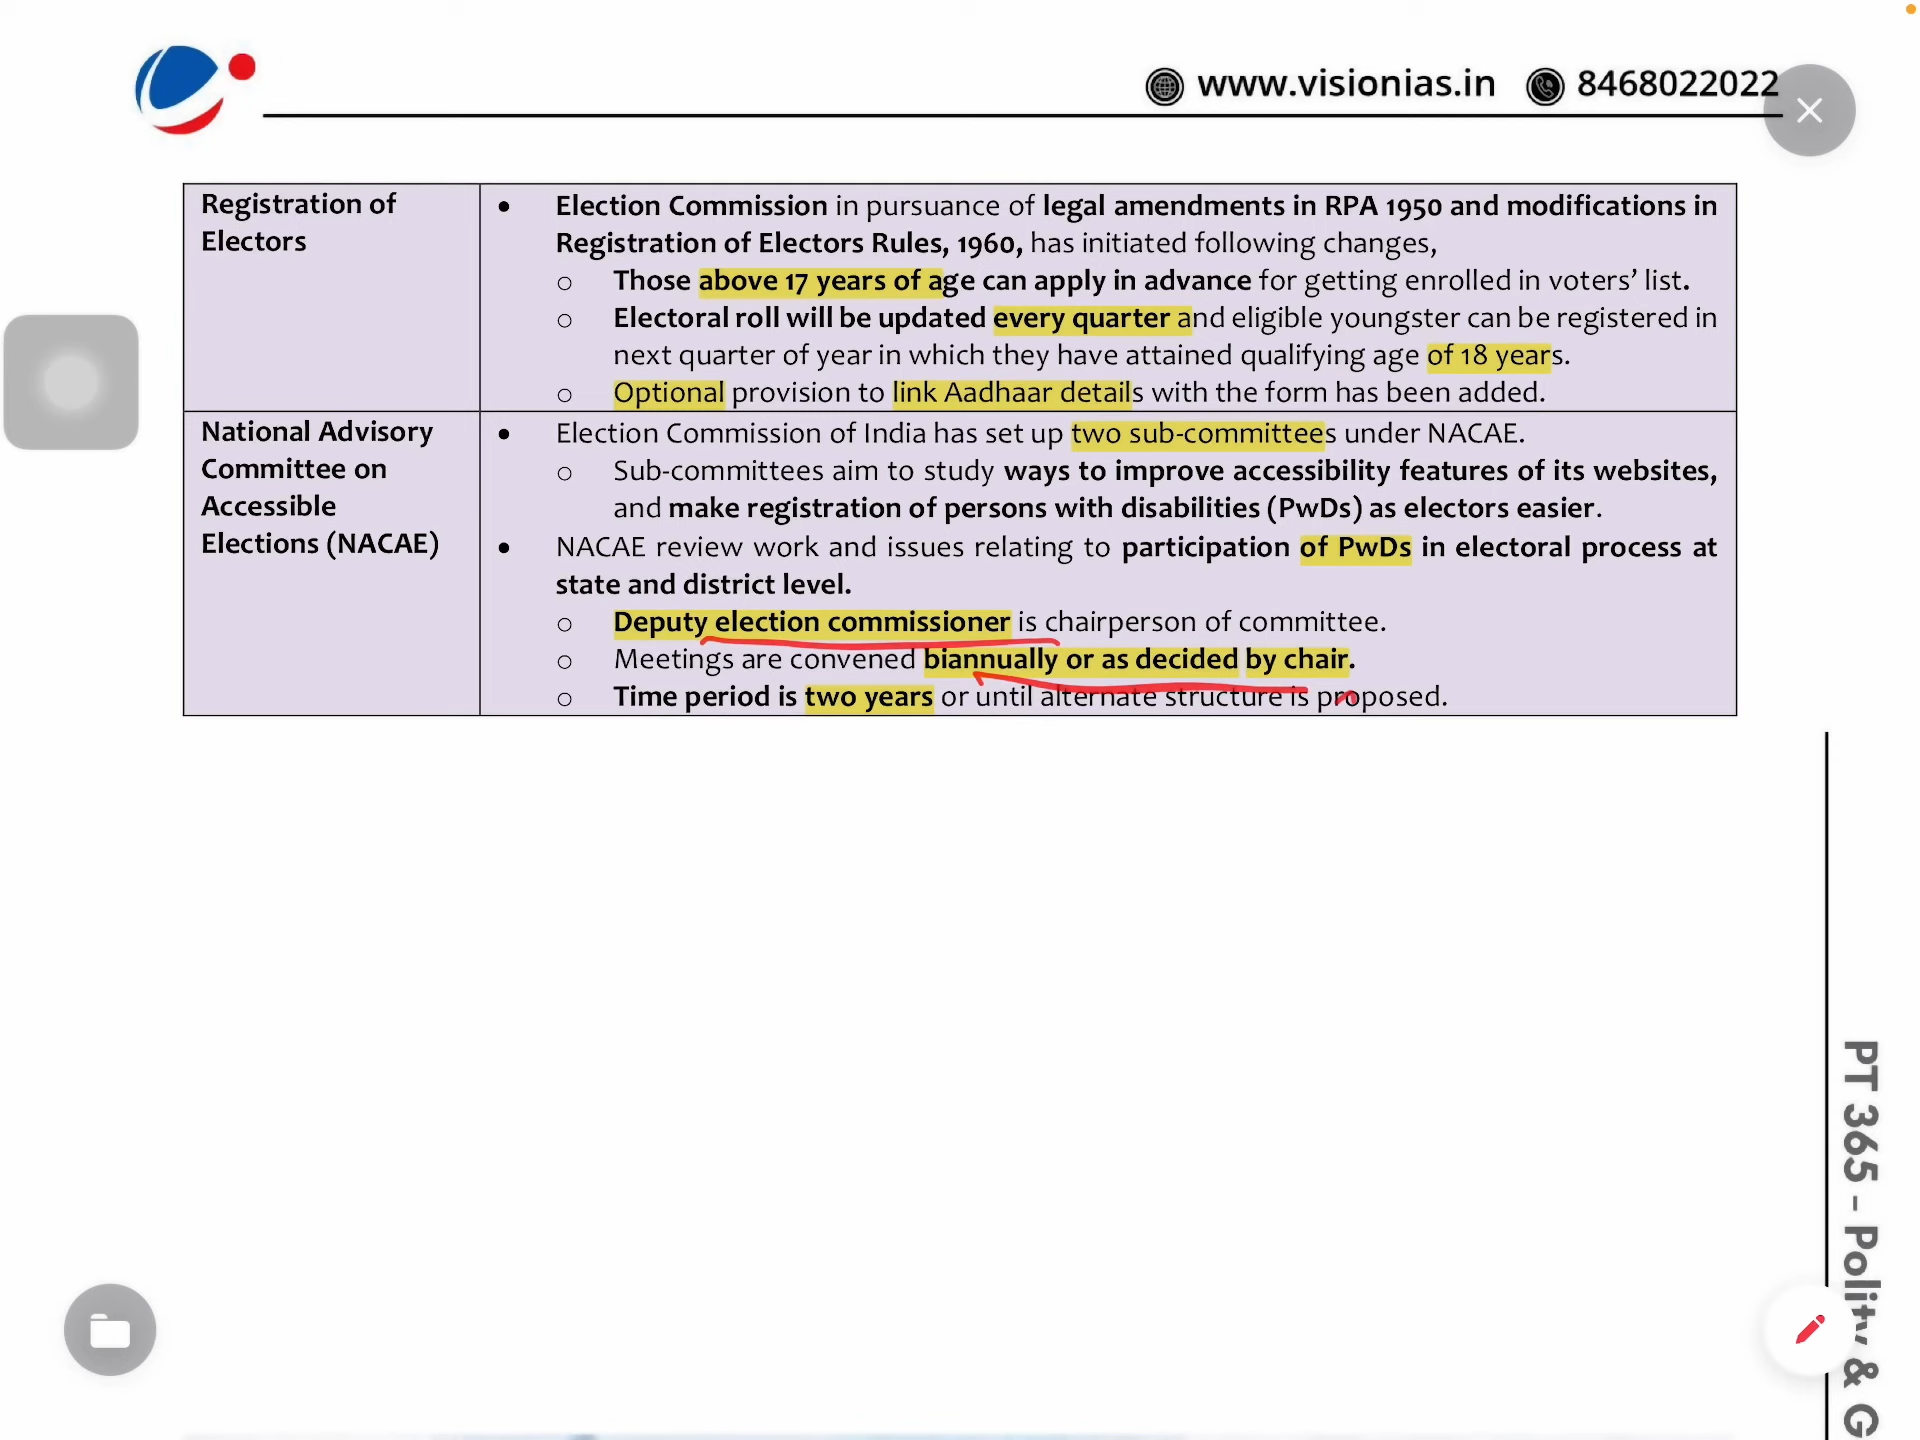 www.visionias.in 8468022022
Registration of
Electors
• Election Commission in pursuance of legal amendments in RPA 1950 and modifications in
Registration of Electors Rules, 1960, has initiated following changes,
o Those above 17 years of age can apply in advance for getting enrolled in voters’ list.
o Electoral roll will be updated every quarter and eligible youngster can be registered in
next quarter of year in which they have attained qualifying age of 18 years.
o Optional provision to link Aadhaar details with the form has been added.
National Advisory
Committee on
Accessible
Elections (NACAE)
• Election Commission of India has set up two sub-committees under NACAE.
o Sub-committees aim to study ways to improve accessibility features of its websites,
and make registration of persons with disabilities (PwDs) as electors easier.
• NACAE review work and issues relating to participation of PwDs in electoral process at
state and district level.
o Deputy election commissioner is chairperson of committee.
o Meetings are convened biannually or as decided by chair.
o Time period is two years or until alternate structure is proposed.
PT 365 - Polity & G